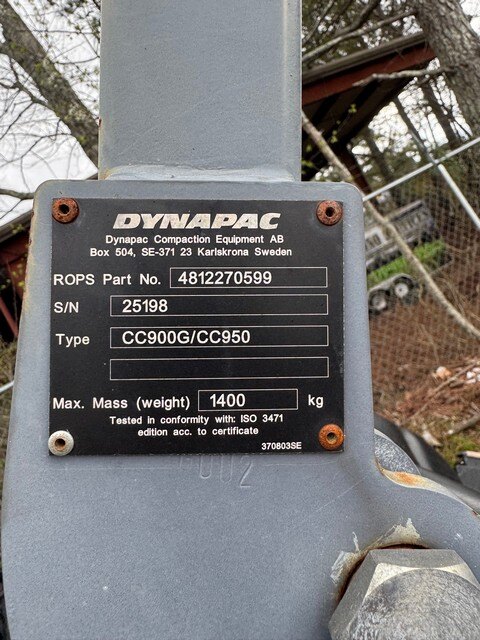 DYNAPAC
Dynapac Compaction Equipment AB
Box 504, SE-371 23 Karlskrona Sweden
ROPS Part No. 4812270599
S/N 25198
Type CC900G/CC950
Max. Mass (weight) 1400 kg
Tested in conformity with: ISO 3471
edition acc. to certificate
370803SE
002